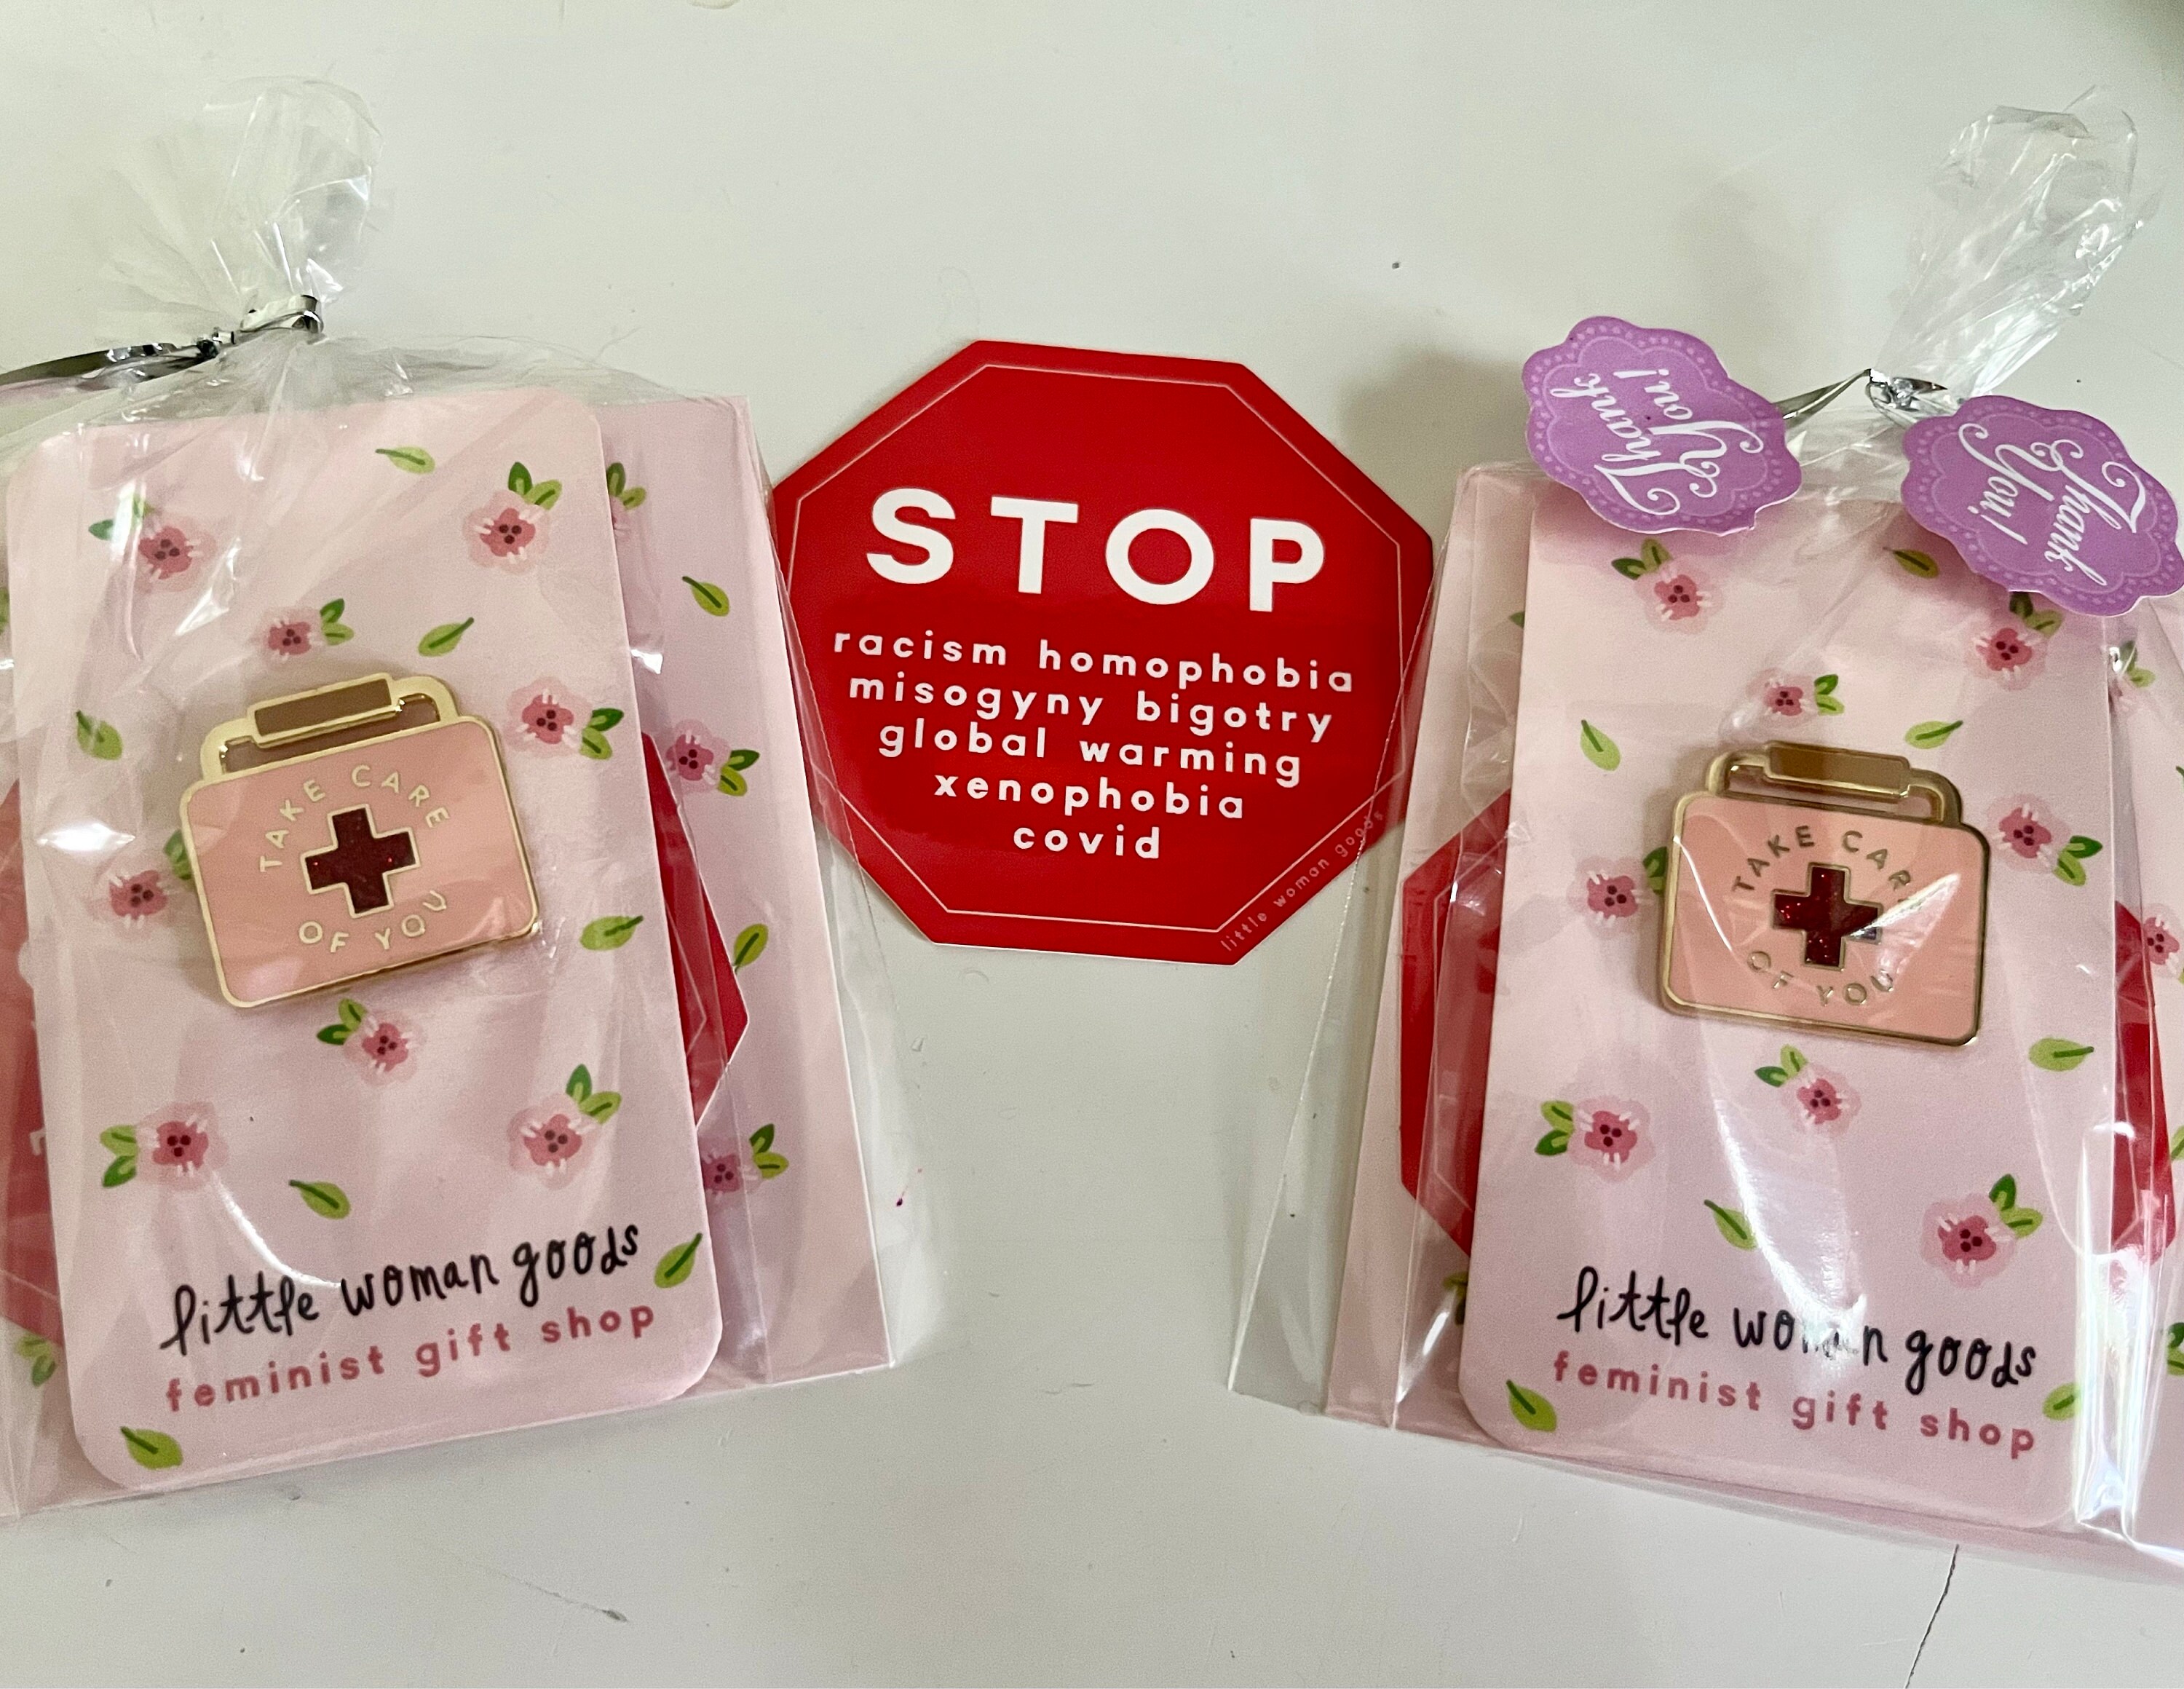 TAKE CARE
OF YOU
little woman goods
feminist gift shop
STOP
racism homophobia
misogyny bigotry
global warming
xenophobia
covid
little woman goods
Thank
You!
Thank
You!
TAKE CARE
OF YOU
little woman goods
feminist gift shop